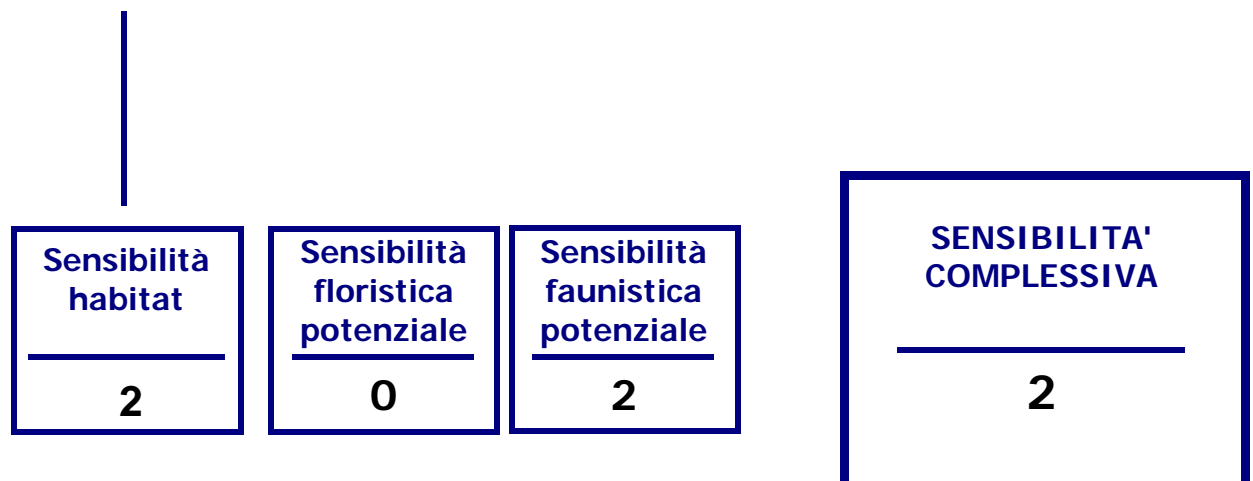 Sensibilità
habitat
2
Sensibilità
floristica
potenziale
0
Sensibilità
faunistica
potenziale
2
SENSIBILITA'
COMPLESSIVA
2